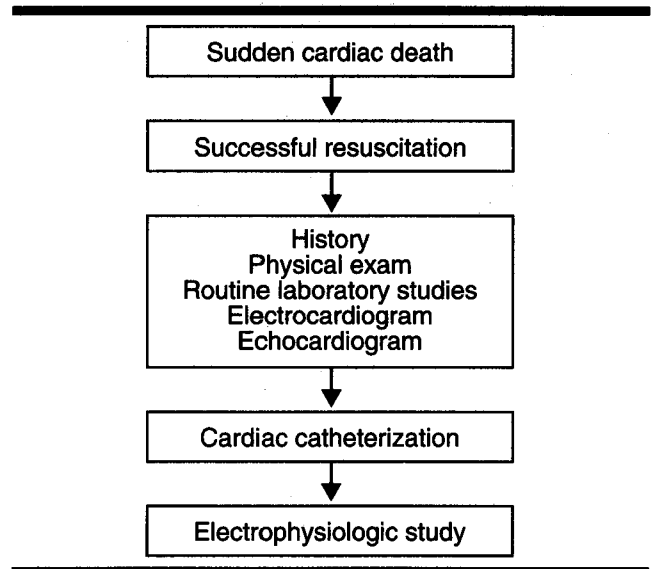 Sudden cardiac death
Successful resuscitation
History
Physical exam
Routine laboratory studies
Electrocardiogram
Echocardiogram
Cardiac catheterization
Electrophysiologic study